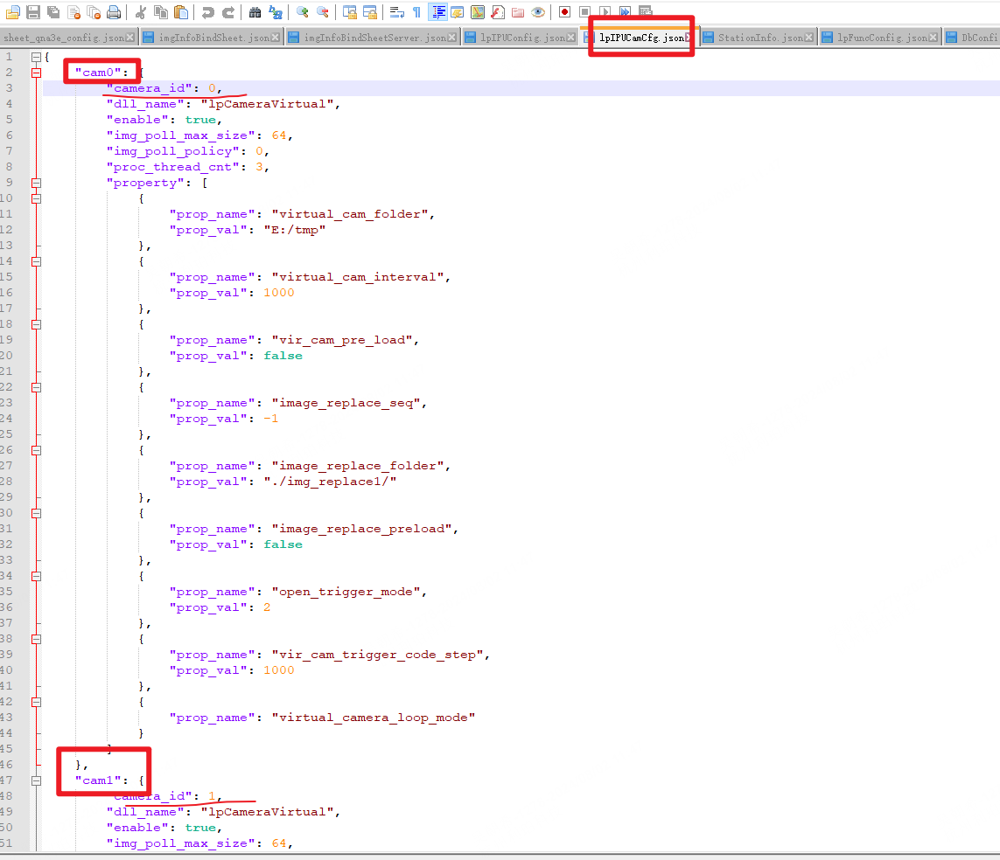 sheet_qna3e_config.json imgInfoBindSheet.json imgInfoBindSheetServer.json lpIPUConfig.json lpIPUCamCfg.json StationInfo.json lpFuncConfig.json DbConfi
1 {
2 "cam0": {
3 "camera_id": 0,
4 "dll_name": "lpCameraVirtual",
5 "enable": true,
6 "img_poll_max_size": 64,
7 "img_poll_policy": 0,
8 "proc_thread_cnt": 3,
9 "property": [
10 {
11 "prop_name": "virtual_cam_folder",
12 "prop_val": "E:/tmp"
13 },
14 {
15 "prop_name": "virtual_cam_interval",
16 "prop_val": 1000
17 },
18 {
19 "prop_name": "vir_cam_pre_load",
20 "prop_val": false
21 },
22 {
23 "prop_name": "image_replace_seq",
24 "prop_val": -1
25 },
26 {
27 "prop_name": "image_replace_folder",
28 "prop_val": "./img_replace1/"
29 },
30 {
31 "prop_name": "image_replace_preload",
32 "prop_val": false
33 },
34 {
35 "prop_name": "open_trigger_mode",
36 "prop_val": 2
37 },
38 {
39 "prop_name": "vir_cam_trigger_code_step",
40 "prop_val": 1000
41 },
42 {
43 "prop_name": "virtual_camera_loop_mode"
44 }
45 ]
46 },
47 "cam1": {
48 "camera_id": 1,
49 "dll_name": "lpCameraVirtual",
50 "enable": true,
51 "img_poll_max_size": 64,